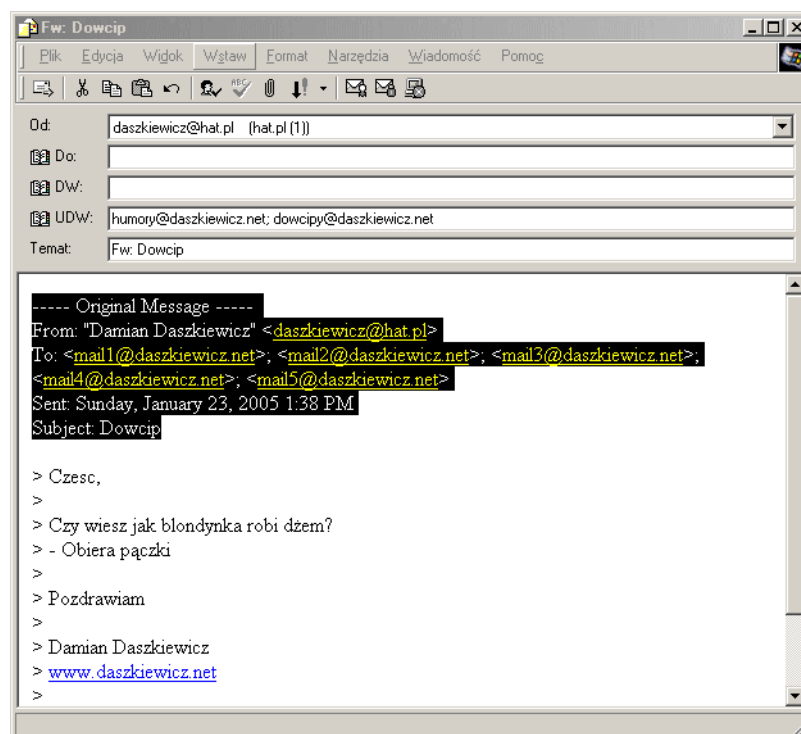 Fw: Dowcip
Plik Edycja Widok Wstaw Format Narzędzia Wiadomość Pomoc
ABC
Od: daszkiewicz@hat.pl (hat.pl (1))
Do:
DW:
UDW: humory@daszkiewicz.net; dowcipy@daszkiewicz.net
Temat: Fw: Dowcip
----- Original Message -----
From: "Damian Daszkiewicz" <daszkiewicz@hat.pl>
To: <mail1@daszkiewicz.net>; <mail2@daszkiewicz.net>; <mail3@daszkiewicz.net>;
<mail4@daszkiewicz.net>; <mail5@daszkiewicz.net>
Sent: Sunday, January 23, 2005 1:38 PM
Subject: Dowcip
> Czesc,
>
> Czy wiesz jak blondynka robi dżem?
> - Obiera pączki
>
> Pozdrawiam
>
> Damian Daszkiewicz
> www.daszkiewicz.net
>